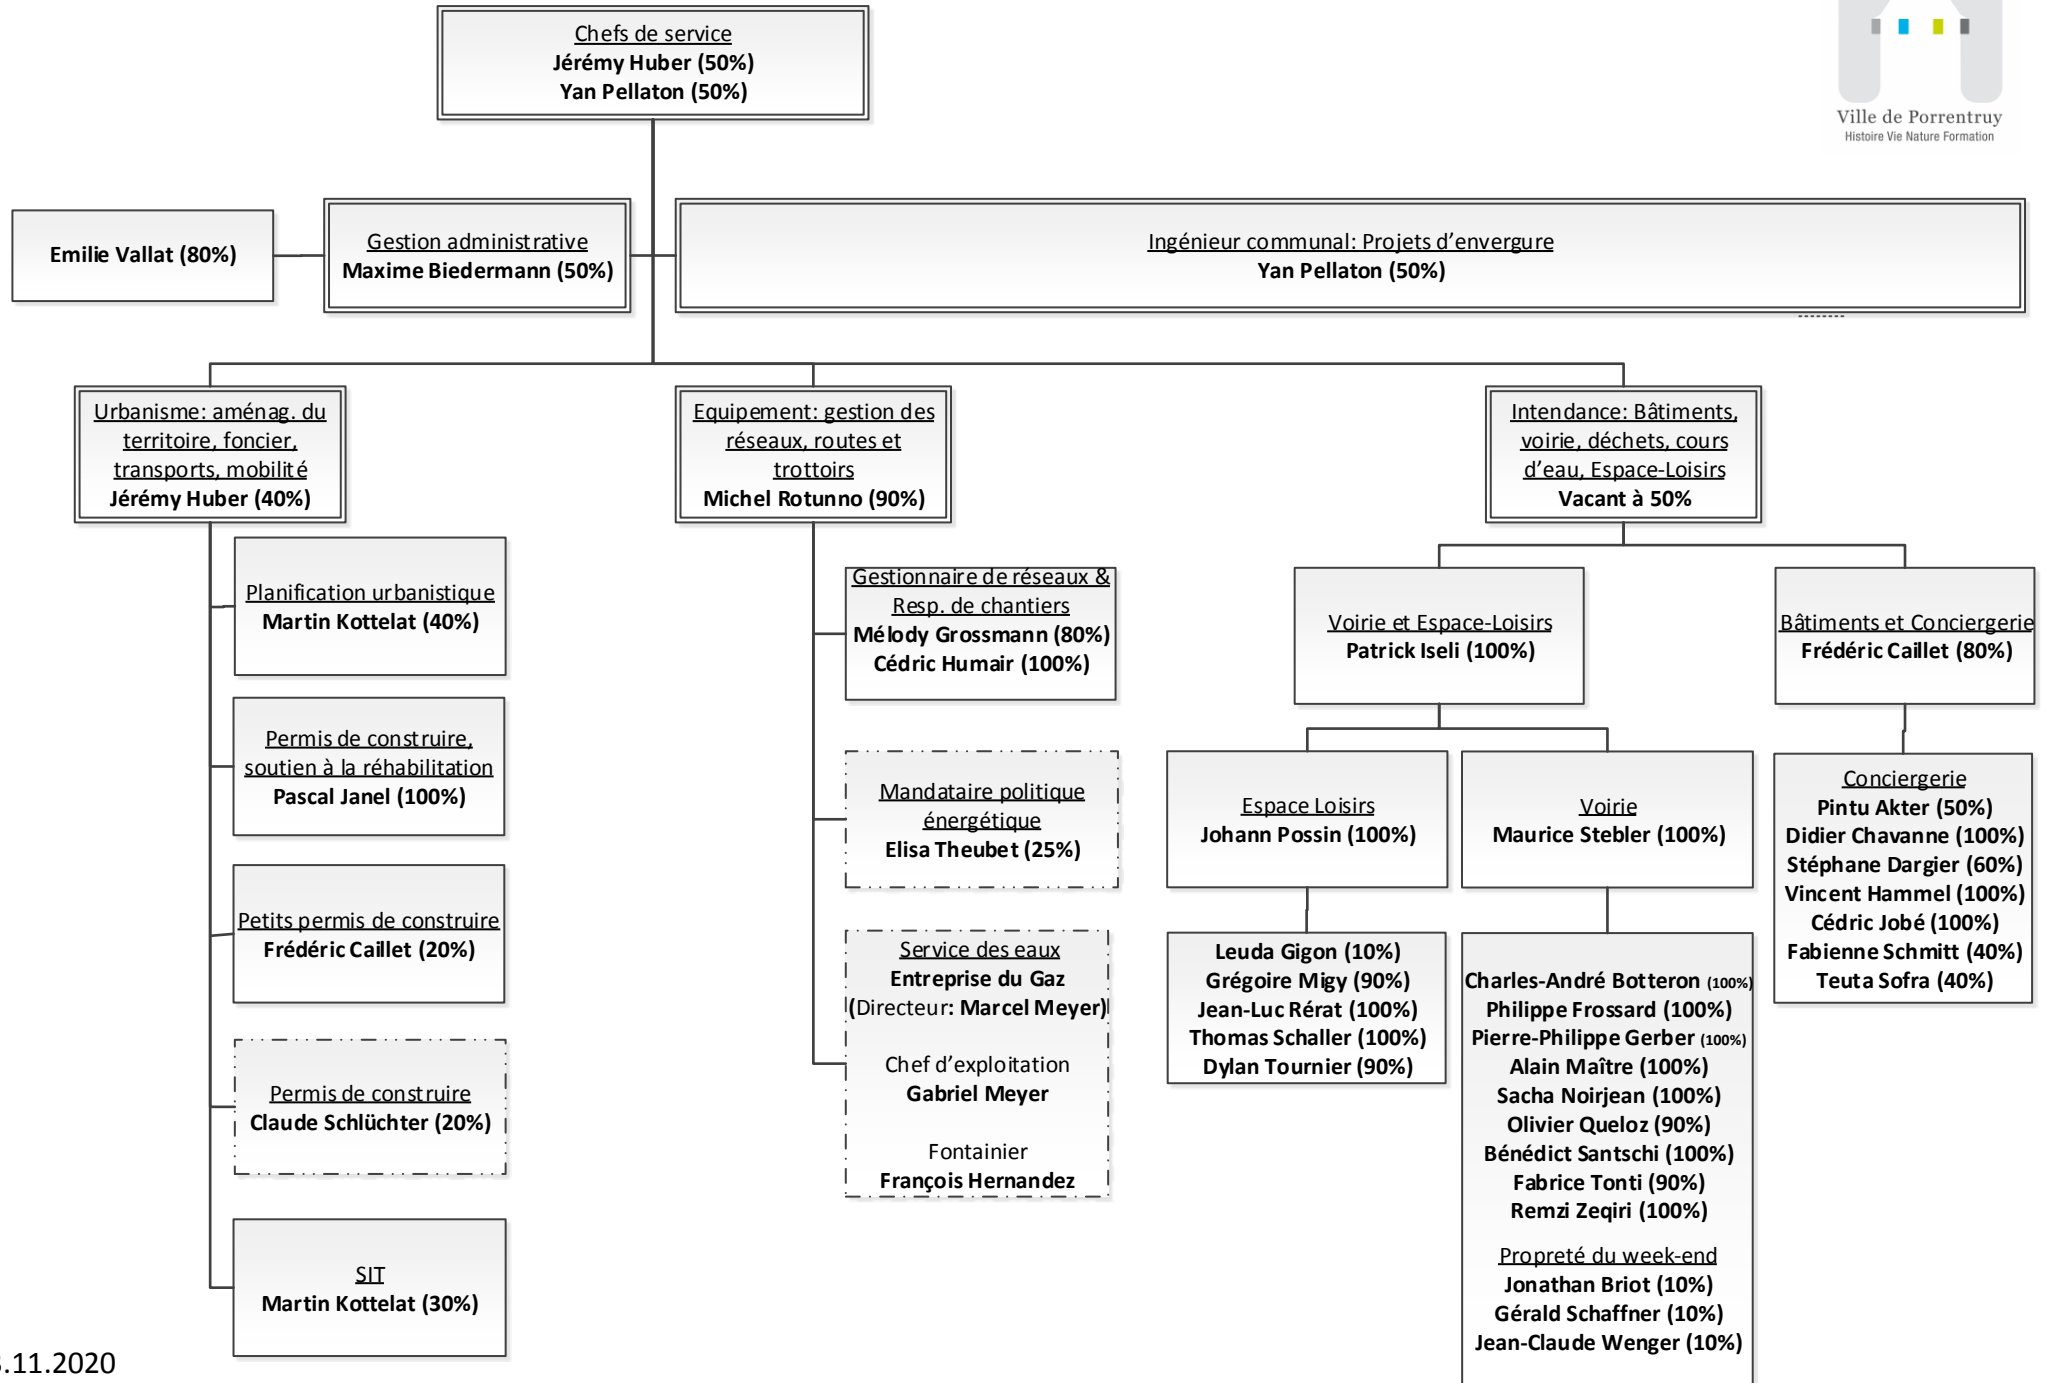 Chefs de service
Jérémy Huber (50%)
Yan Pellaton (50%)
Ville de Porrentruy
Histoire Vie Nature Formation
Emilie Vallat (80%)
Gestion administrative
Maxime Biedermann (50%)
Ingénieur communal: Projets d’envergure
Yan Pellaton (50%)
Urbanisme: aménag. du
territoire, foncier,
transports, mobilité
Jérémy Huber (40%)
Equipement: gestion des
réseaux, routes et
trottoirs
Michel Rotunno (90%)
Intendance: Bâtiments,
voirie, déchets, cours
d’eau, Espace-Loisirs
Vacant à 50%
Planification urbanistique
Martin Kottelat (40%)
Permis de construire,
soutien à la réhabilitation
Pascal Janel (100%)
Petits permis de construire
Frédéric Caillet (20%)
Permis de construire
Claude Schlüchter (20%)
SIT
Martin Kottelat (30%)
Gestionnaire de réseaux &
Resp. de chantiers
Mélody Grossmann (80%)
Cédric Humair (100%)
Mandataire politique
énergétique
Elisa Theubet (25%)
Service des eaux
Entreprise du Gaz
(Directeur: Marcel Meyer)
Chef d’exploitation
Gabriel Meyer
Fontainier
François Hernandez
Voirie et Espace-Loisirs
Patrick Iseli (100%)
Bâtiments et Conciergerie
Frédéric Caillet (80%)
Espace Loisirs
Johann Possin (100%)
Voirie
Maurice Stebler (100%)
Conciergerie
Pintu Akter (50%)
Didier Chavanne (100%)
Stéphane Dargier (60%)
Vincent Hammel (100%)
Cédric Jobé (100%)
Fabienne Schmitt (40%)
Teuta Sofra (40%)
Leuda Gigon (10%)
Grégoire Migy (90%)
Jean-Luc Rérat (100%)
Thomas Schaller (100%)
Dylan Tournier (90%)
Charles-André Botteron (100%)
Philippe Frossard (100%)
Pierre-Philippe Gerber (100%)
Alain Maître (100%)
Sacha Noirjean (100%)
Olivier Queloz (90%)
Bénédict Santschi (100%)
Fabrice Tonti (90%)
Remzi Zeqiri (100%)
Propreté du week-end
Jonathan Briot (10%)
Gérald Schaffner (10%)
Jean-Claude Wenger (10%)
.11.2020